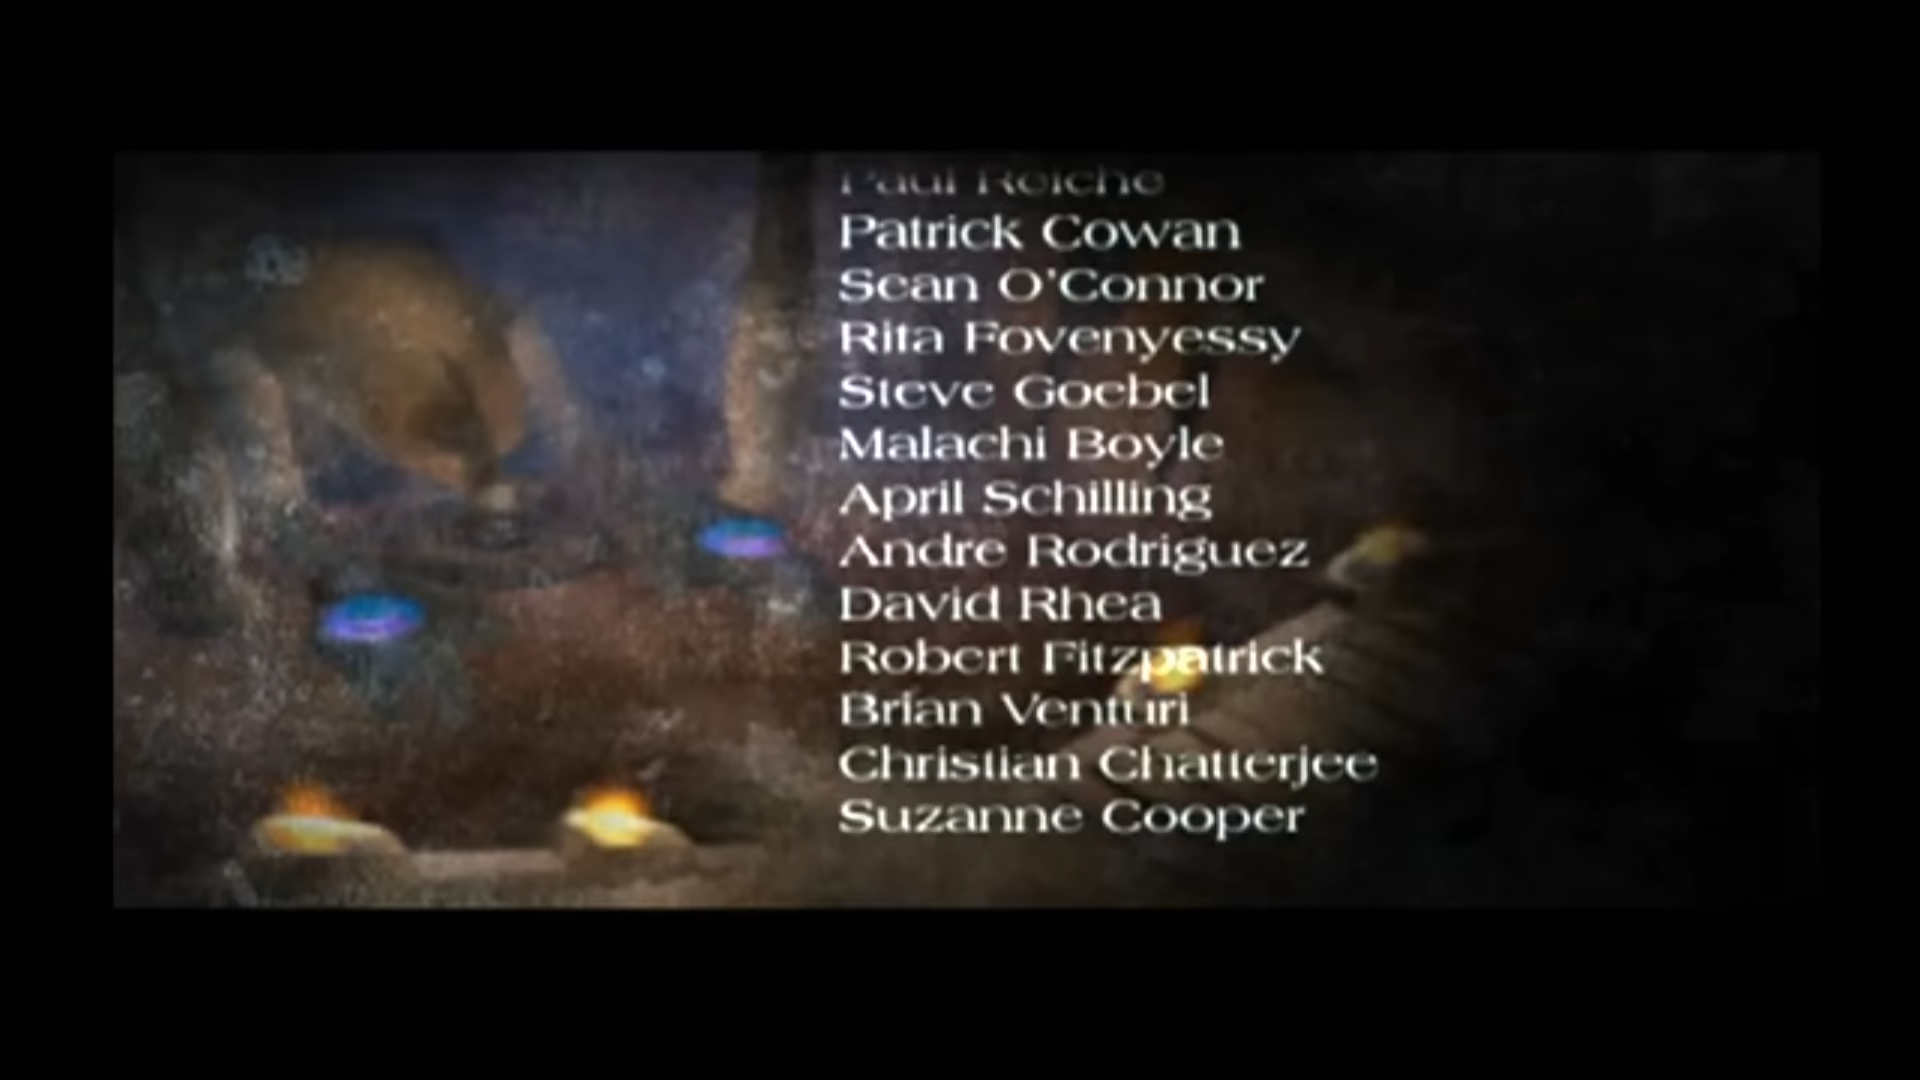 Paul Reiche
Patrick Cowan
Sean O'Connor
Rita Fovenyessy
Steve Goebel
Malachi Boyle
April Schilling
Andre Rodriguez
David Rhea
Robert Fitzpatrick
Brian Venturi
Christian Chatterjee
Suzanne Cooper